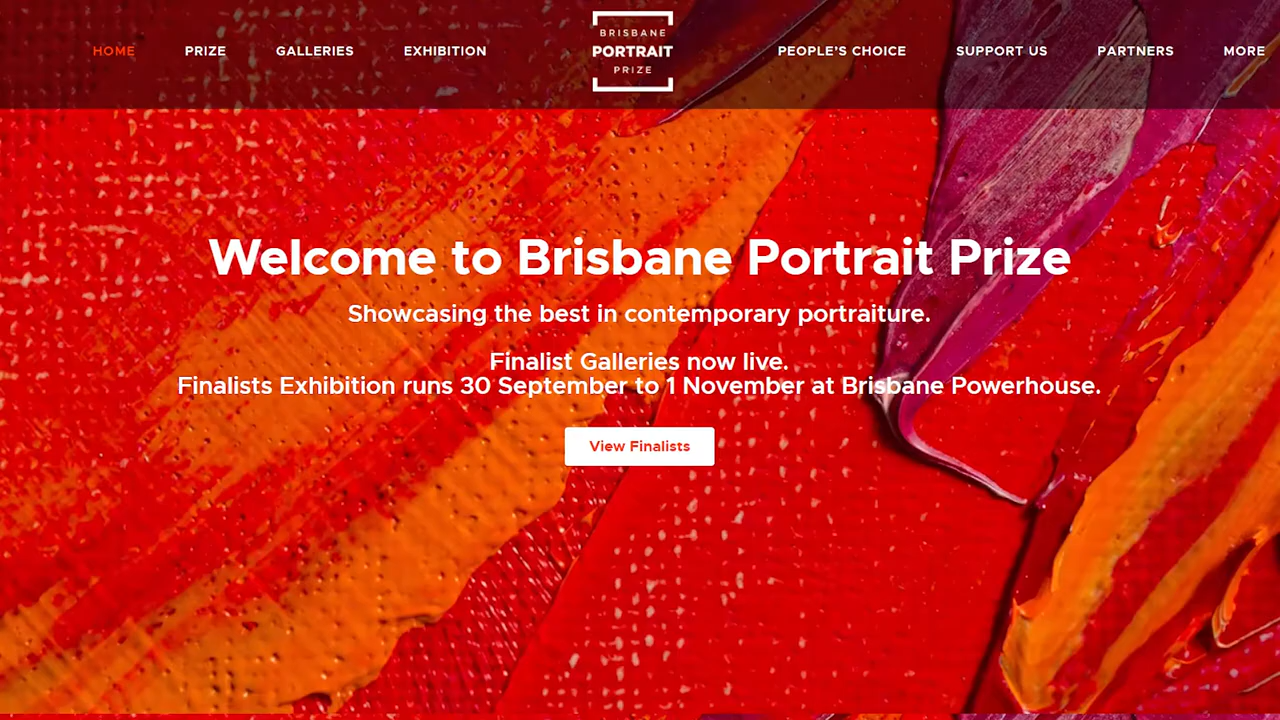 HOME
PRIZE
GALLERIES
EXHIBITION
BRISBANE
PORTRAIT
PRIZE
PEOPLE'S CHOICE
SUPPORT US
PARTNERS
MORE
Welcome to Brisbane Portrait Prize
Showcasing the best in contemporary portraiture.
Finalist Galleries now live.
Finalists Exhibition runs 30 September to 1 November at Brisbane Powerhouse.
View Finalists